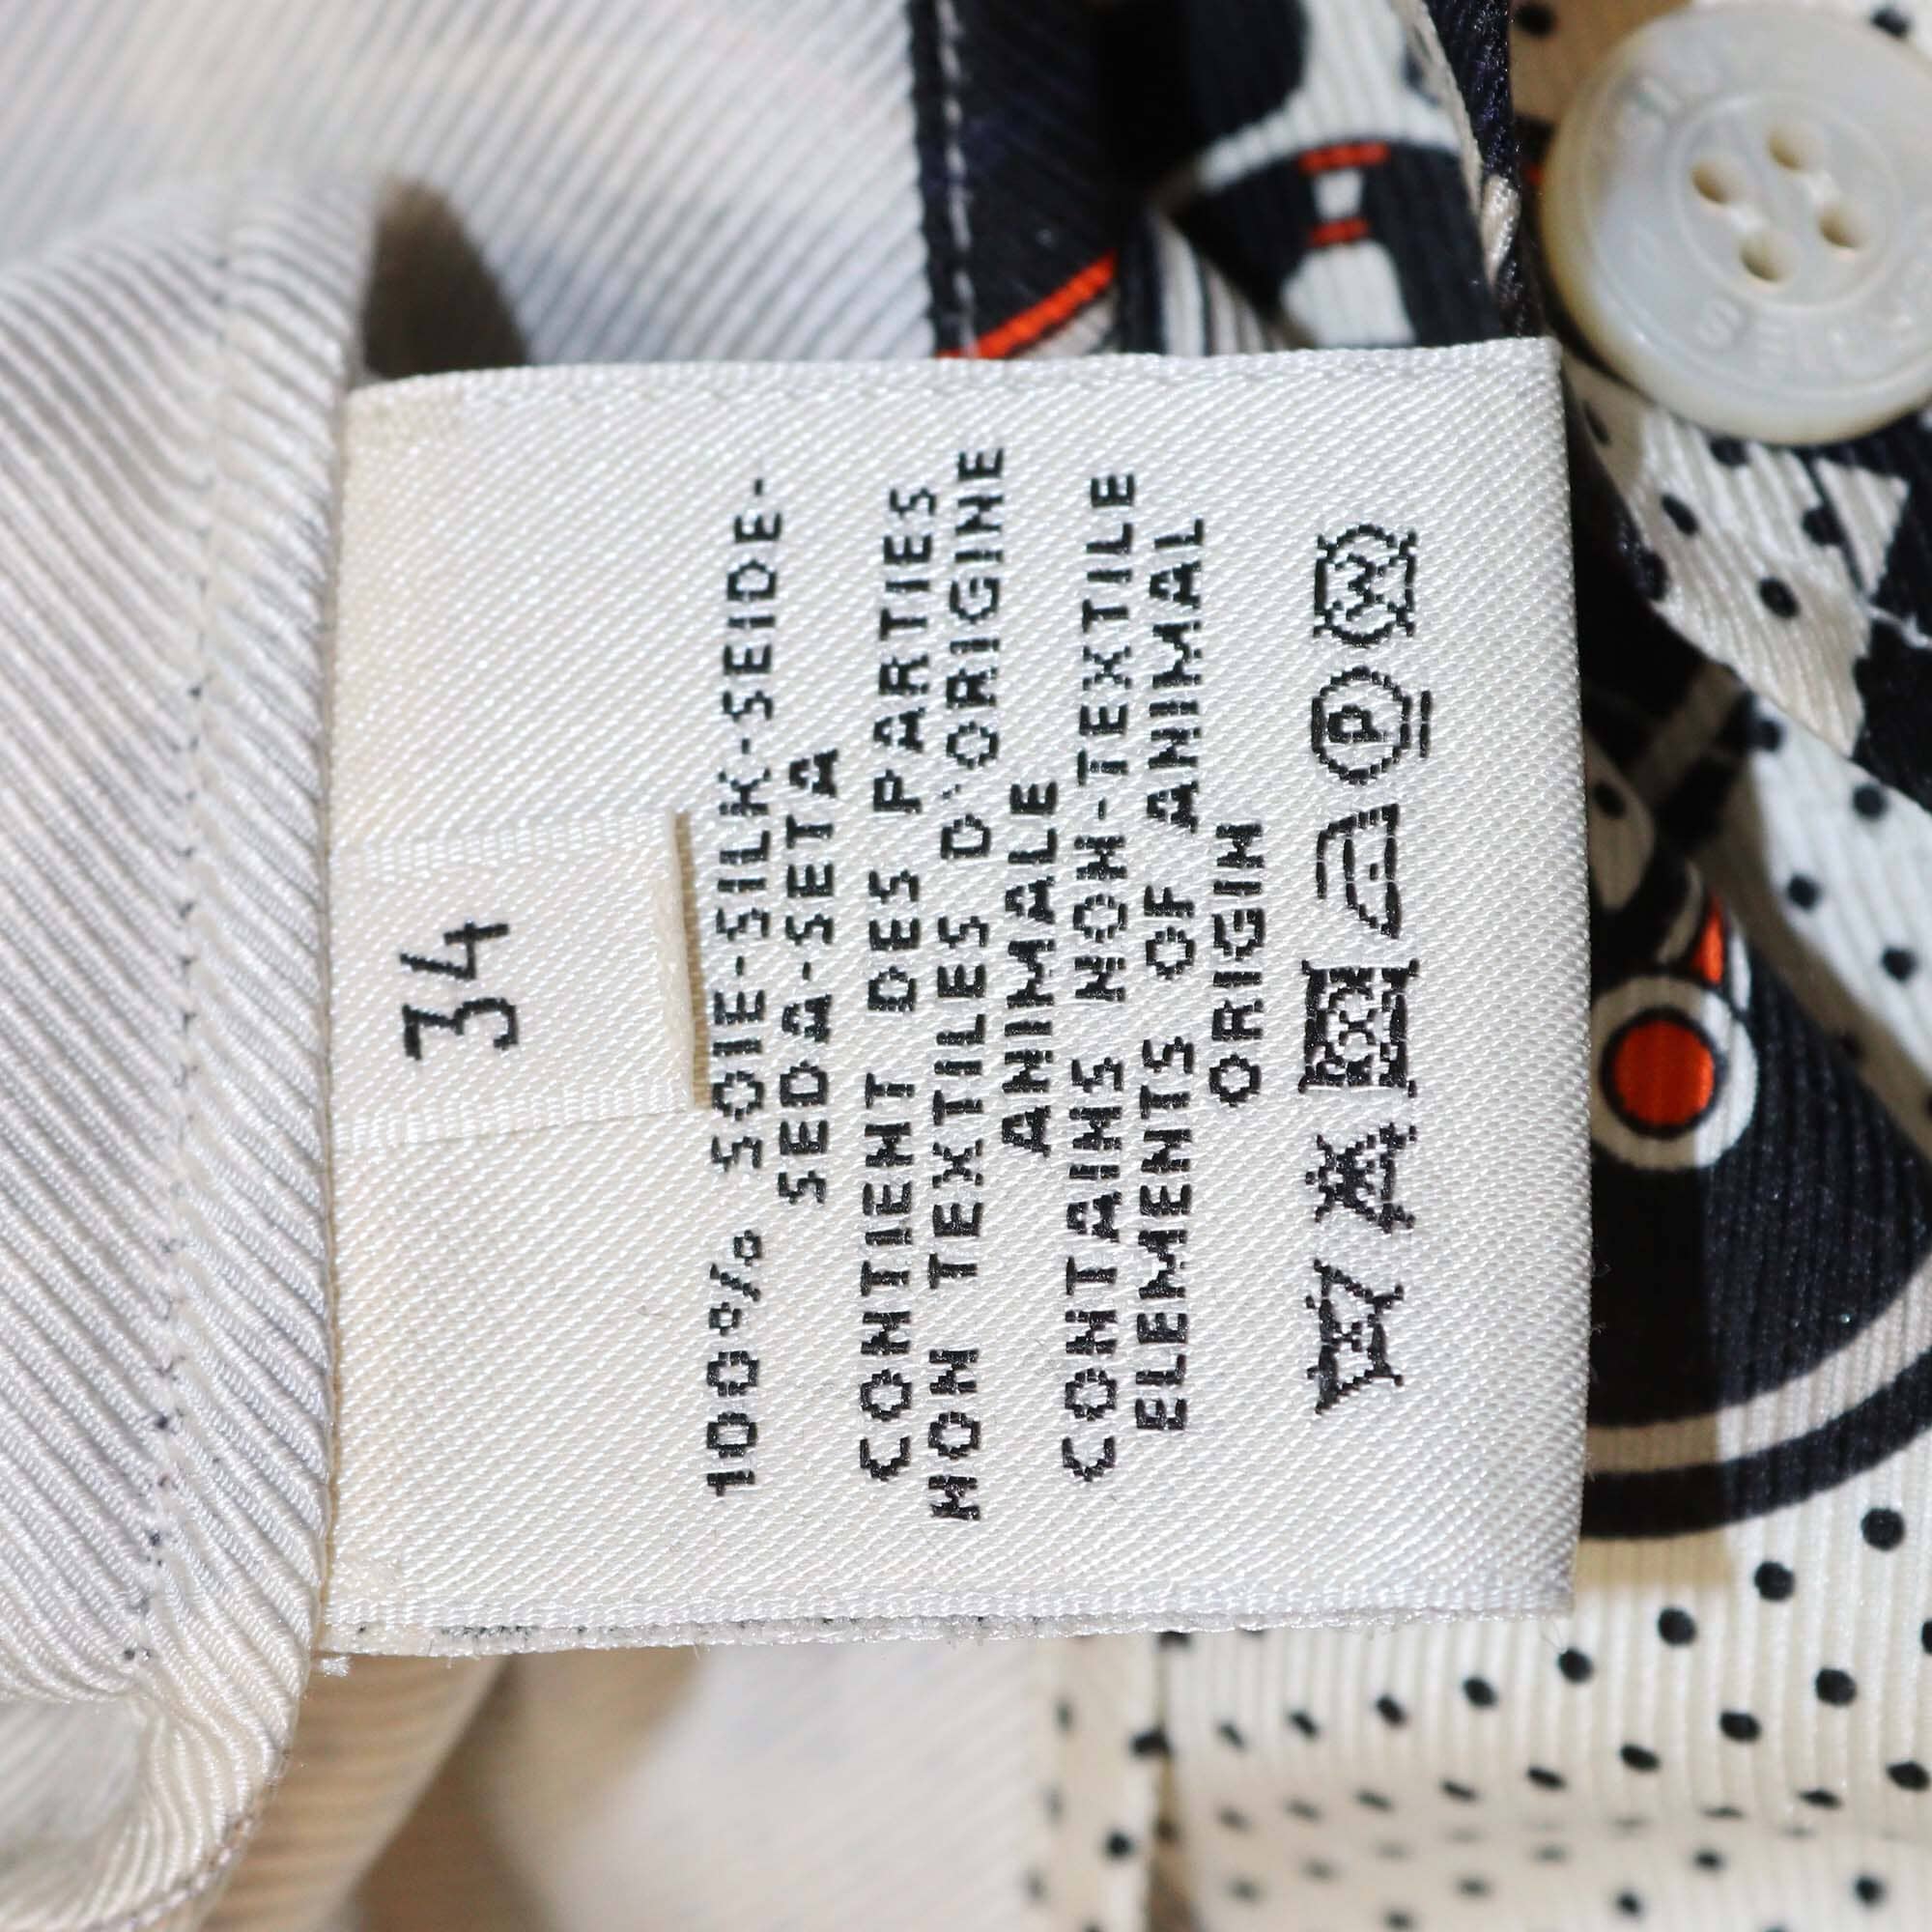 34
100% SOIE-SILK-SEIDE-
SEDA-SETA
CONTIENT DES PARTIES
NON TEXTILES D'ORIGINE
ANIMALE
CONTAINS NON-TEXTILE
ELEMENTS OF ANIMAL
ORIGIN
P W